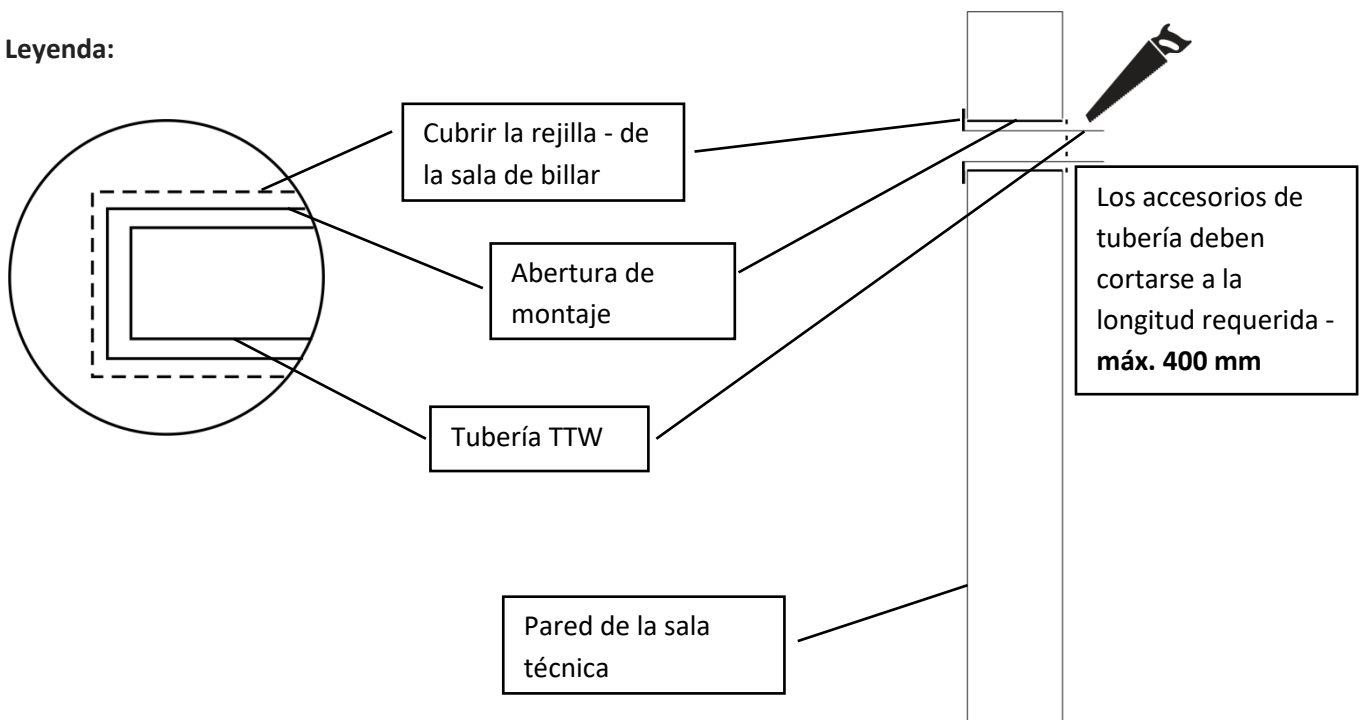 Leyenda:
Cubrir la rejilla - de
la sala de billar
Abertura de
montaje
Tubería TTW
Pared de la sala
técnica
Los accesorios de
tubería deben
cortarse a la
longitud requerida -
máx. 400 mm